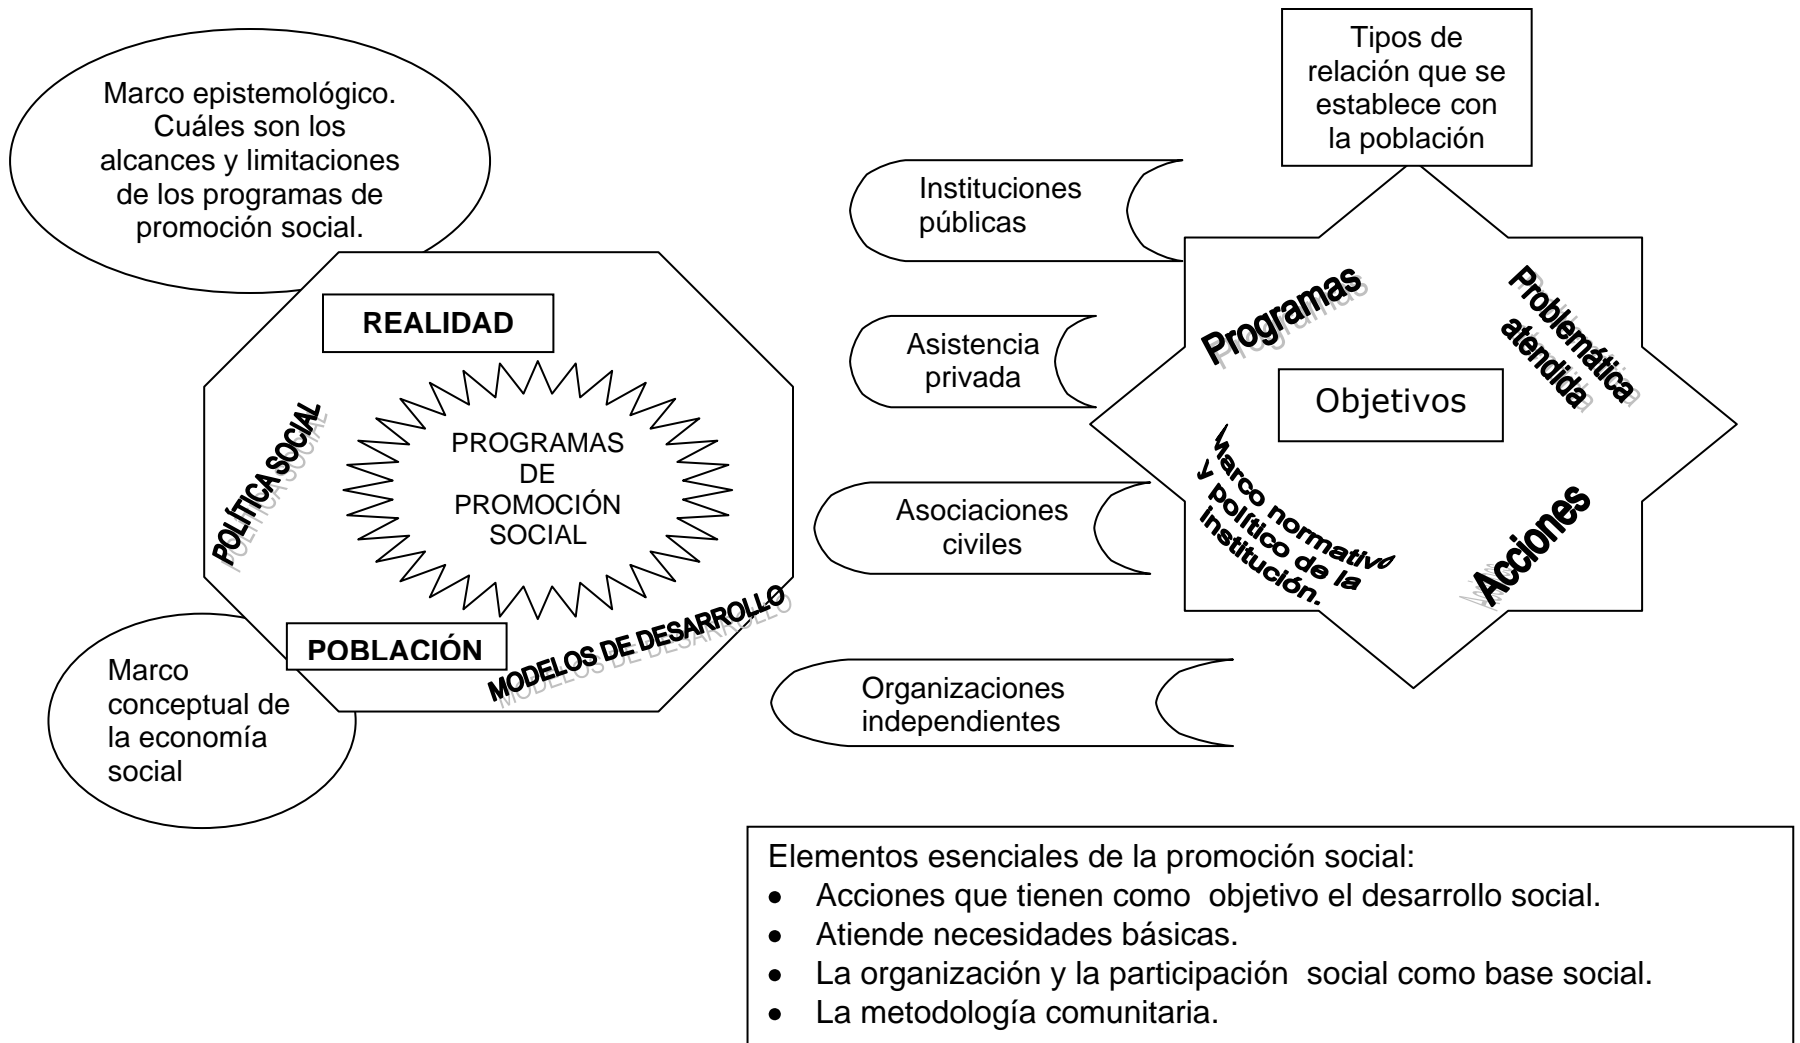 Marco epistemológico.
Cuáles son los
alcances y limitaciones
de los programas de
promoción social.
REALIDAD
POLÍTICA SOCIAL
PROGRAMAS
DE
PROMOCIÓN
SOCIAL
POBLACIÓN
MODELOS DE DESARROLLO
Marco
conceptual de
la economía
social
Instituciones
públicas
Asistencia
privada
Asociaciones
civiles
Organizaciones
independientes
Tipos de
relación que se
establece con
la población
Programas
Problemática
atendida
Objetivos
Marco normativo
y político de la
institución.
Acciones
Elementos esenciales de la promoción social:
• Acciones que tienen como  objetivo el desarrollo social.
• Atiende necesidades básicas.
• La organización y la participación  social como base social.
• La metodología comunitaria.